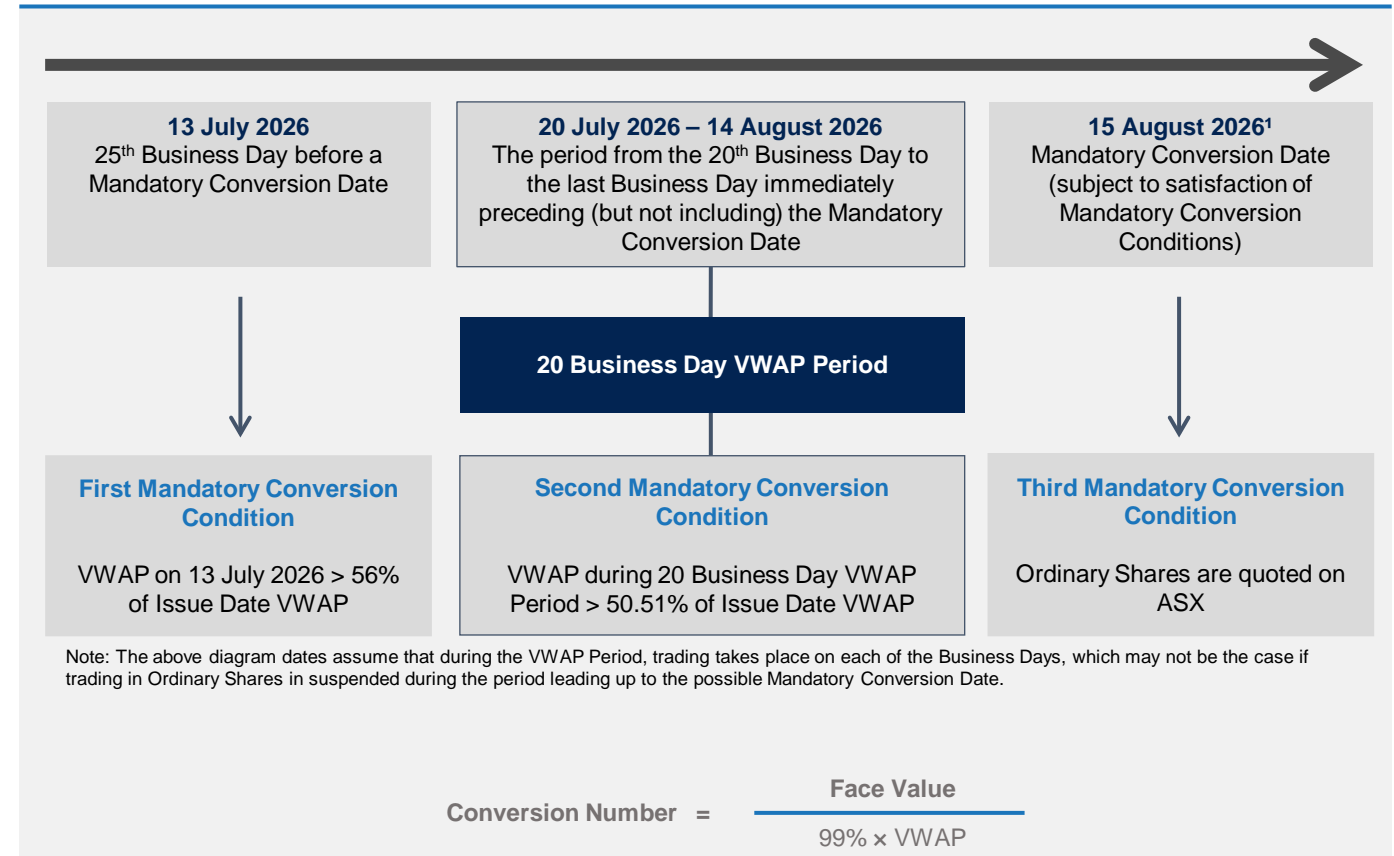 13 July 2026
25th Business Day before a
Mandatory Conversion Date
20 July 2026 – 14 August 2026
The period from the 20th Business Day to
the last Business Day immediately
preceding (but not including) the Mandatory
Conversion Date
15 August 2026¹
Mandatory Conversion Date
(subject to satisfaction of
Mandatory Conversion
Conditions)
20 Business Day VWAP Period
First Mandatory Conversion
Condition
VWAP on 13 July 2026 > 56%
of Issue Date VWAP
Second Mandatory Conversion
Condition
VWAP during 20 Business Day VWAP
Period > 50.51% of Issue Date VWAP
Third Mandatory Conversion
Condition
Ordinary Shares are quoted on
ASX
Note: The above diagram dates assume that during the VWAP Period, trading takes place on each of the Business Days, which may not be the case if
trading in Ordinary Shares in suspended during the period leading up to the possible Mandatory Conversion Date.
Face Value
Conversion Number =
99% × VWAP